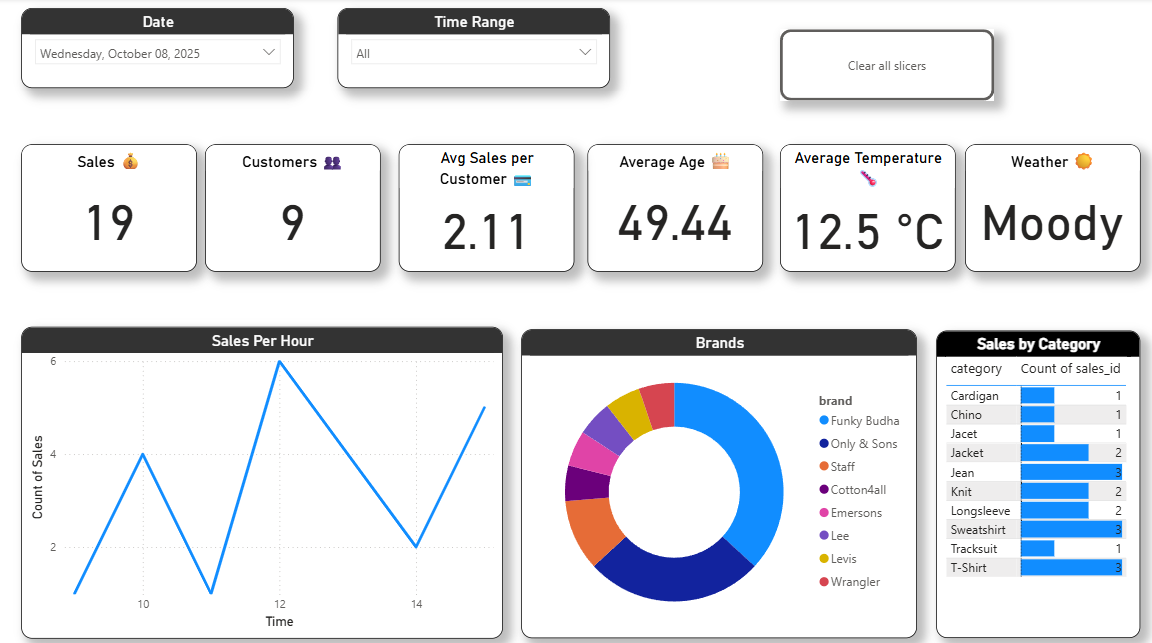 Date
Wednesday, October 08, 2025
Time Range
All
Clear all slicers
Sales 💰
19
Customers 👥
9
Avg Sales per
Customer 💳
2.11
Average Age 🎂
49.44
Average Temperature
🌡️
12.5 °C
Weather ☀️
Moody
Sales Per Hour
6
4
2
Count of Sales
10 12 14
Time
Brands
brand
Funky Budha
Only & Sons
Staff
Cotton4all
Emersons
Lee
Levis
Wrangler
Sales by Category
category Count of sales_id
Cardigan 1
Chino 1
Jacet 1
Jacket 2
Jean 3
Knit 2
Longsleeve 2
Sweatshirt 3
Tracksuit 1
T-Shirt 3